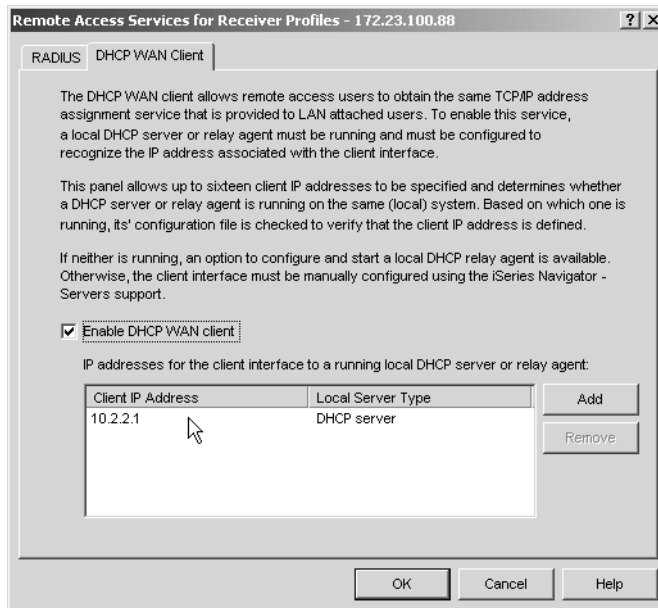 Remote Access Services for Receiver Profiles - 172.23.100.88
RADIUS DHCP WAN Client
The DHCP WAN client allows remote access users to obtain the same TCP/IP address
assignment service that is provided to LAN attached users. To enable this service,
a local DHCP server or relay agent must be running and must be configured to
recognize the IP address associated with the client interface.
This panel allows up to sixteen client IP addresses to be specified and determines whether
a DHCP server or relay agent is running on the same (local) system. Based on which one is
running, its' configuration file is checked to verify that the client IP address is defined.
If neither is running, an option to configure and start a local DHCP relay agent is available.
Otherwise, the client interface must be manually configured using the iSeries Navigator -
Servers support.
Enable DHCP WAN client
IP addresses for the client interface to a running local DHCP server or relay agent:
Client IP Address Local Server Type
10.2.2.1 DHCP server
Add
Remove
OK Cancel Help